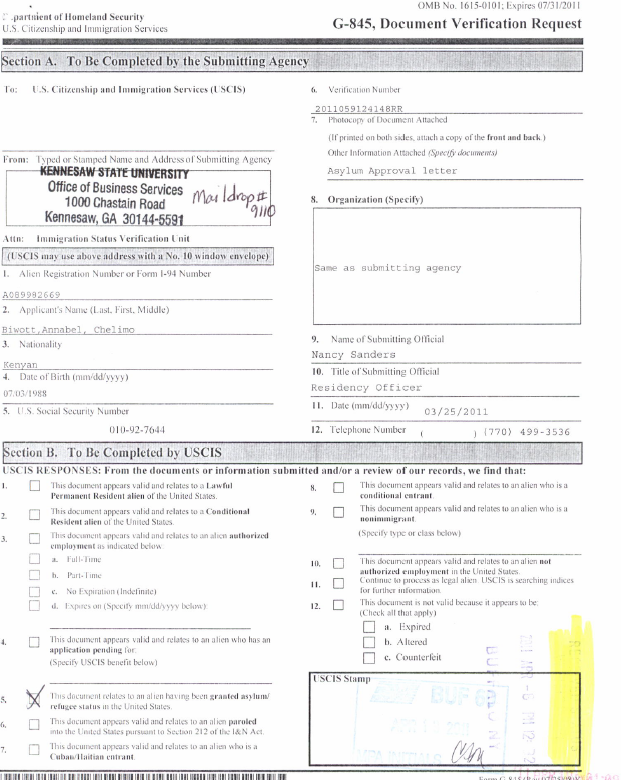 OMB No. 1615-0101; Expires 07/31/2011
partment of Homeland Security
U.S. Citizenship and Immigration Services
G-845, Document Verification Request
Section A. To Be Completed by the Submitting Agency
To: U.S. Citizenship and Immigration Services (USCIS)
From: Typed or Stamped Name and Address of Submitting Agency
KENNESAW STATE UNIVERSITY
Office of Business Services
1000 Chastain Road
Kennesaw, GA 30144-5591
Maildrop #
9110
Attn: Immigration Status Verification Unit
(USCIS may use above address with a No. 10 window envelope)
1. Alien Registration Number or Form I-94 Number
A089982669
2. Applicant's Name (Last, First, Middle)
Biwott,Annabel, Chelimo
3. Nationality
Kenyan
4. Date of Birth (mm/dd/yyyy)
07/03/1988
5. U.S. Social Security Number
010-92-7644
6. Verification Number
2011059124148RR
7. Photocopy of Document Attached
(If printed on both sides, attach a copy of the front and back.)
Other Information Attached (Specify documents)
Asylum Approval letter
8. Organization (Specify)
Same as submitting agency
9. Name of Submitting Official
Nancy Sanders
10. Title of Submitting Official
Residency Officer
11. Date (mm/dd/yyyy) 03/25/2011
12. Telephone Number ( ) (770) 499-3536
Section B. To Be Completed by USCIS
USCIS RESPONSES: From the documents or information submitted and/or a review of our records, we find that:
1. This document appears valid and relates to a Lawful
Permanent Resident alien of the United States.
2. This document appears valid and relates to a Conditional
Resident alien of the United States.
3. This document appears valid and relates to an alien authorized
employment as indicated below:
a. Full-Time
b. Part-Time
c. No Expiration (Indefinite)
d. Expires on (Specify mm/dd/yyyy below):
4. This document appears valid and relates to an alien who has an
application pending for:
(Specify USCIS benefit below)
5. This document relates to an alien having been granted asylum/
refugee status in the United States.
6. This document appears valid and relates to an alien paroled
into the United States pursuant to Section 212 of the I&N Act.
7. This document appears valid and relates to an alien who is a
Cuban/Haitian entrant.
8. This document appears valid and relates to an alien who is a
conditional entrant.
9. This document appears valid and relates to an alien who is a
nonimmigrant.
(Specify type or class below)
10. This document appears valid and relates to an alien not
authorized employment in the United States.
11. Continue to process as legal alien. USCIS is searching indices
for further information.
12. This document is not valid because it appears to be:
(Check all that apply)
a. Expired
b. Altered
c. Counterfeit
USCIS Stamp
BUF